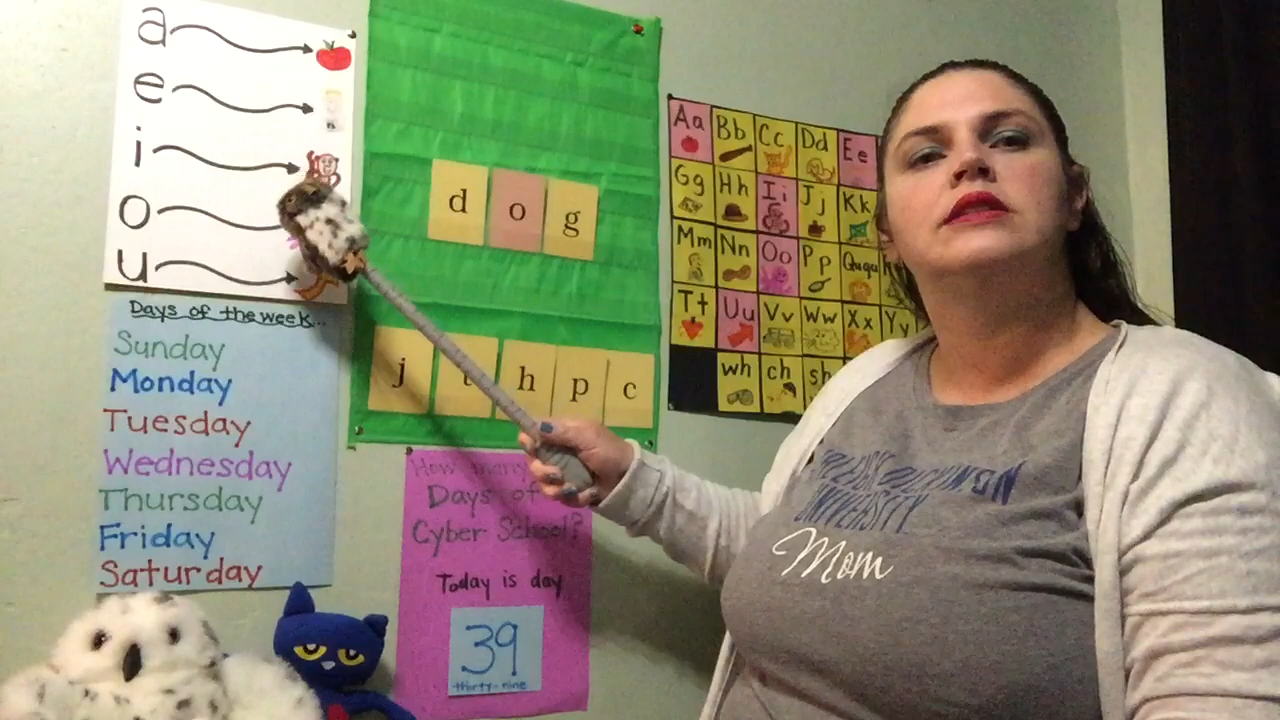 a
e
i
o
u
Days of the week...
Sunday
Monday
Tuesday
Wednesday
Thursday
Friday
Saturday
d o g
j t h p c
How many
Days of
Cyber School?
Today is day
39
thirty-nine
Aa Bb Cc Dd Ee
Gg Hh Ii Jj Kk
Mm Nn Oo Pp Ququ
Tt Uu Vv Ww Xx Yy
wh ch sh
UNIVERSITY
Mom